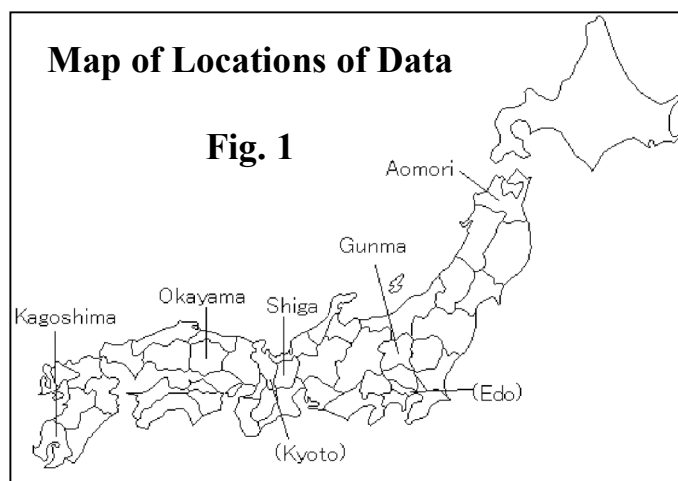 Map of Locations of Data
Fig. 1
Aomori
Gunma
Okayama
Shiga
Kagoshima
(Edo)
(Kyoto)